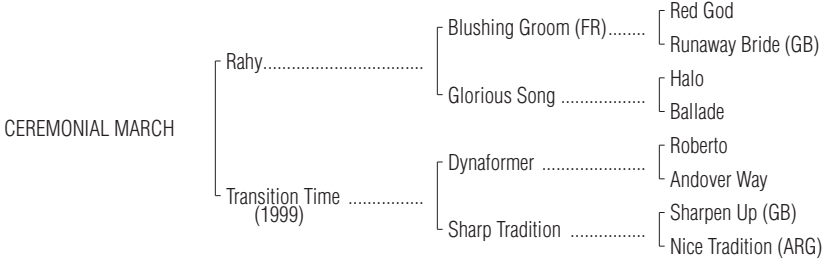 Red God
Blushing Groom (FR)........
Runaway Bride (GB)
Rahy..................................
Halo
Glorious Song ..................
Ballade
CEREMONIAL MARCH
Roberto
Dynaformer ......................
Andover Way
Transition Time ................
(1999)
Sharpen Up (GB)
Sharp Tradition ................
Nice Tradition (ARG)